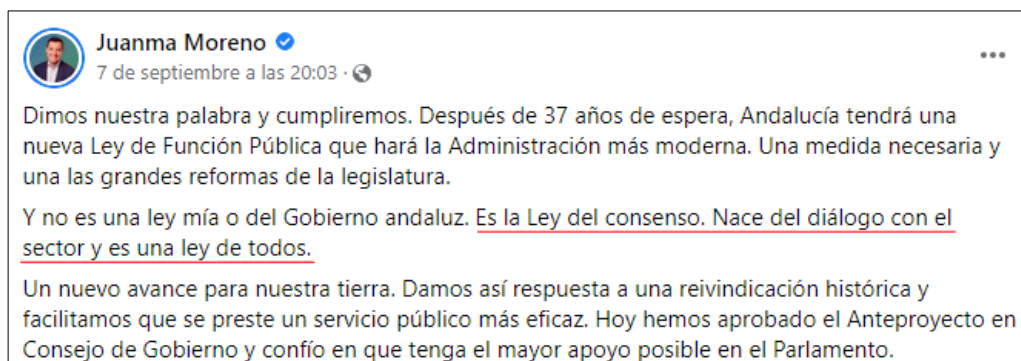 Juanma Moreno
7 de septiembre a las 20:03 ·
Dimos nuestra palabra y cumpliremos. Después de 37 años de espera, Andalucía tendrá una
nueva Ley de Función Pública que hará la Administración más moderna. Una medida necesaria y
una las grandes reformas de la legislatura.
Y no es una ley mía o del Gobierno andaluz. Es la Ley del consenso. Nace del diálogo con el
sector y es una ley de todos.
Un nuevo avance para nuestra tierra. Damos así respuesta a una reivindicación histórica y
facilitamos que se preste un servicio público más eficaz. Hoy hemos aprobado el Anteproyecto en
Consejo de Gobierno y confío en que tenga el mayor apoyo posible en el Parlamento.